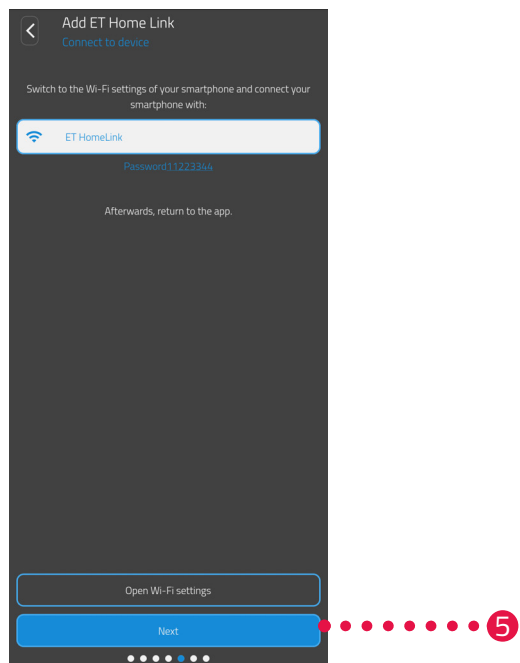 Add ET Home Link
Connect to device
Switch to the Wi-Fi settings of your smartphone and connect your
smartphone with:
ET HomeLink
Password11223344
Afterwards, return to the app.
Open Wi-Fi settings
Next
5